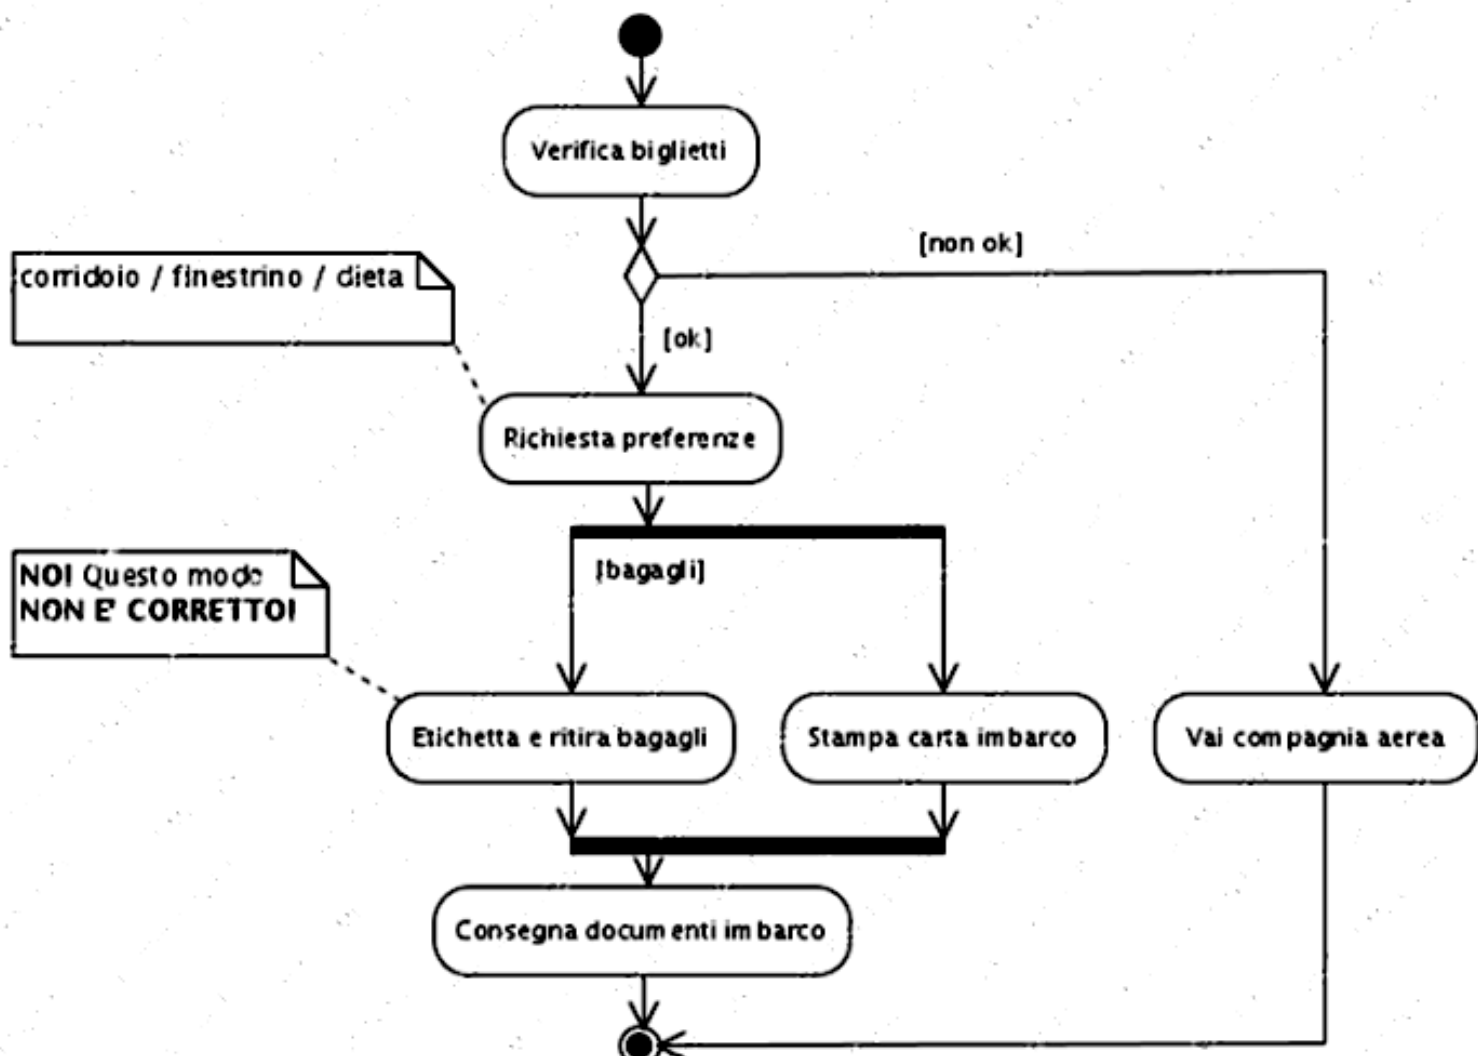 Verifica biglietti
[non ok]
corridoio / finestrino / dieta
[ok]
Richiesta preferenze
NO! Questo modo
NON E' CORRETTO!
[bagagli]
Etichetta e ritira bagagli
Stampa carta imbarco
Vai compagnia aerea
Consegna documenti imbarco